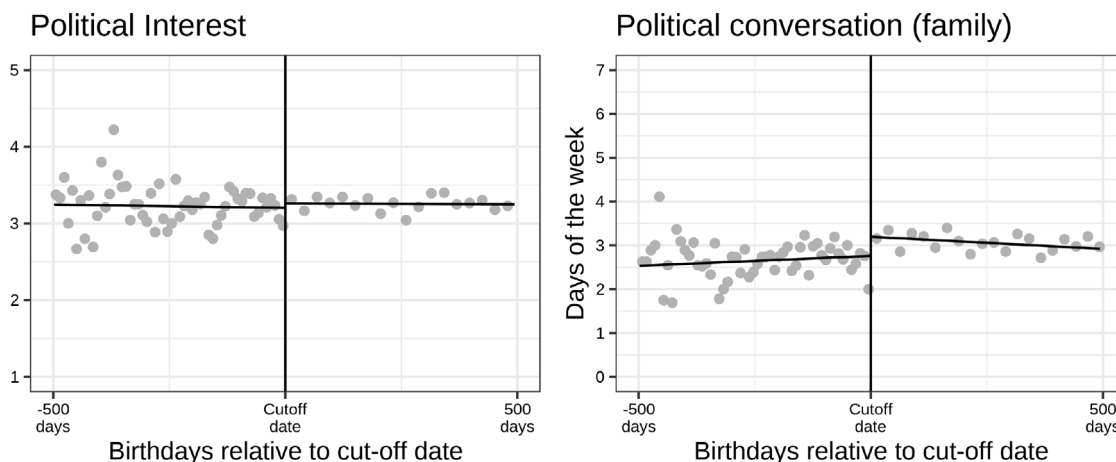 Political Interest
5
4
3
2
1
-500
days
Cutoff
date
500
days
Birthdays relative to cut-off date
Political conversation (family)
Days of the week
7
6
5
4
3
2
1
0
-500
days
Cutoff
date
500
days
Birthdays relative to cut-off date